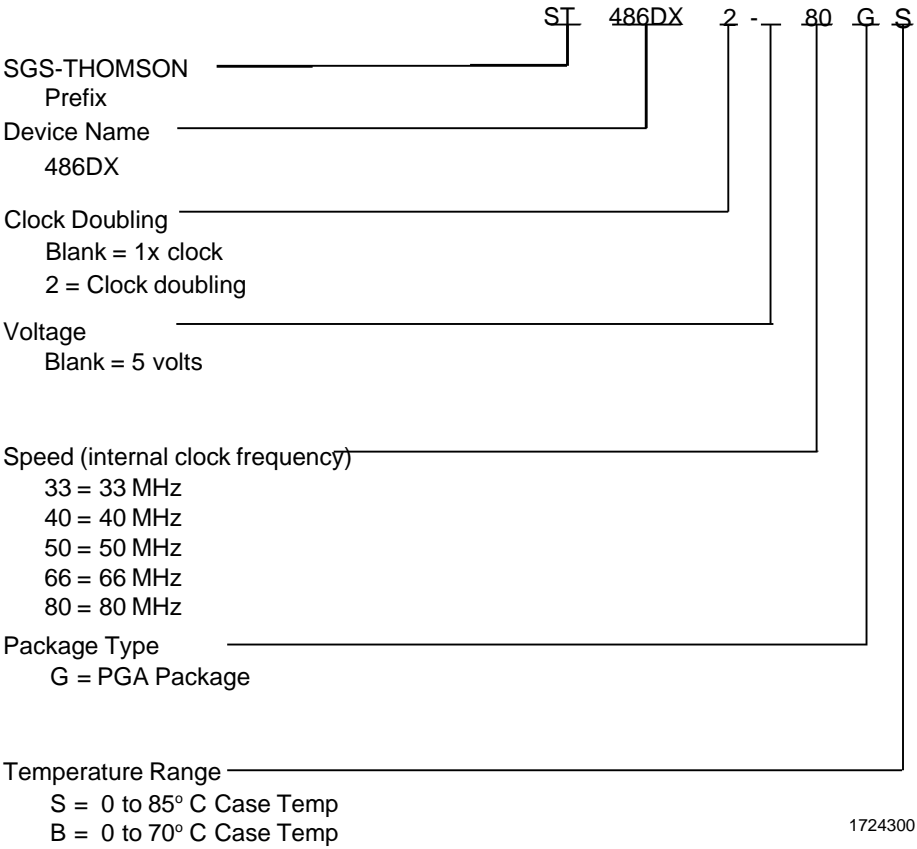 ST 486DX 2 - 80 G S
SGS-THOMSON
Prefix
Device Name
486DX
Clock Doubling
Blank = 1x clock
2 = Clock doubling
Voltage
Blank = 5 volts
Speed (internal clock frequency)
33 = 33 MHz
40 = 40 MHz
50 = 50 MHz
66 = 66 MHz
80 = 80 MHz
Package Type
G = PGA Package
Temperature Range
S = 0 to 85° C Case Temp
B = 0 to 70° C Case Temp
1724300